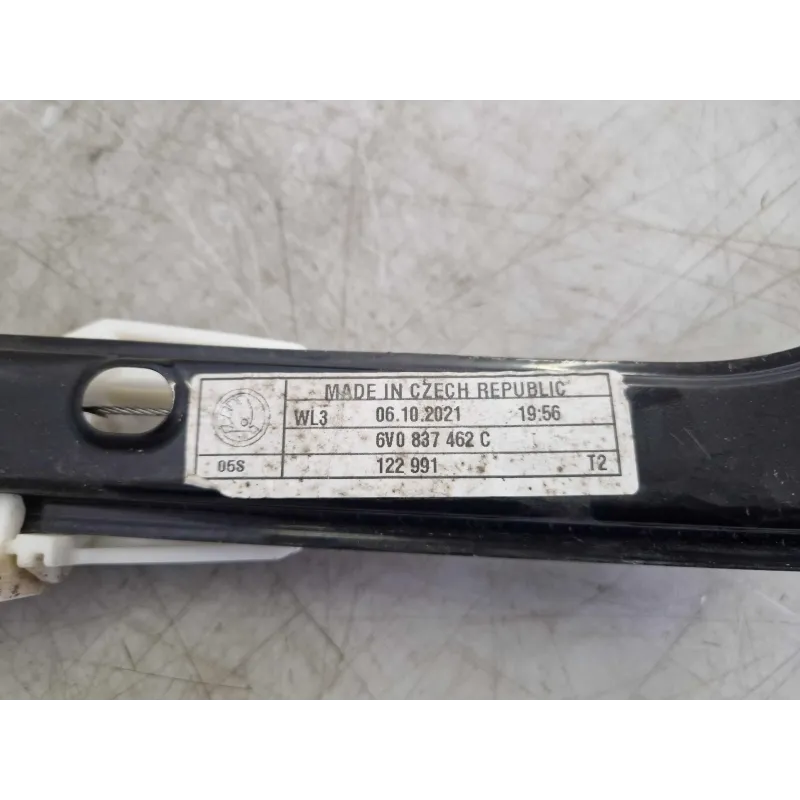 MADE IN CZECH REPUBLIC
WL3 06.10.2021 19:56
6V0 837 462 C
05S 122 991 T2